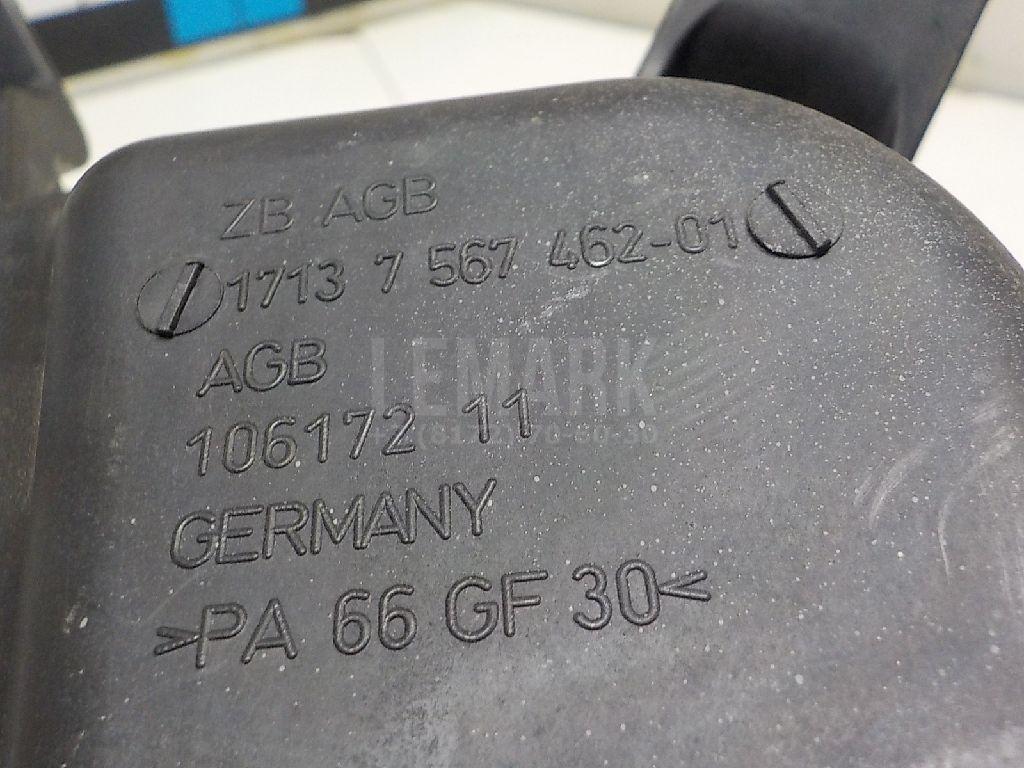 ZB AGB
1713 7 567 462-01
AGB
LEMARK
106172 11
GERMANY
>PA 66 GF 30<